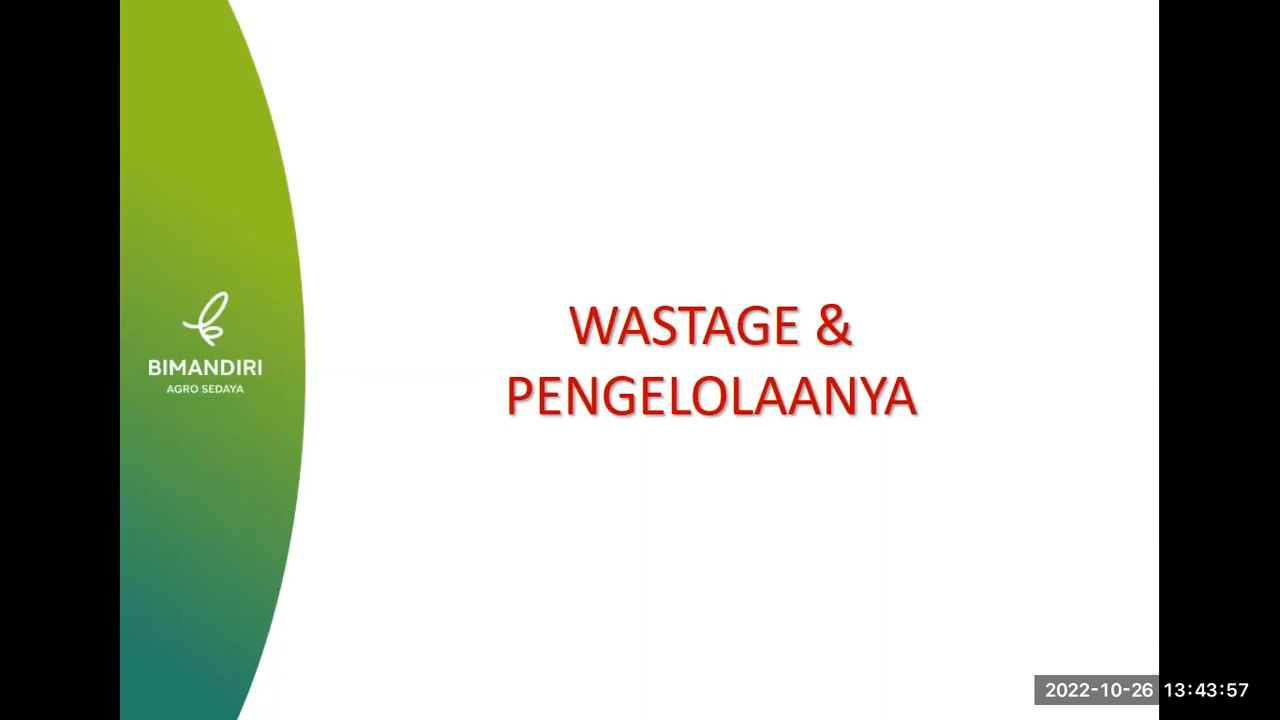 WASTAGE &
PENGELOLAANYA
BIMANDIRI
AGRO SEDAYA
2022-10-26 13:43:57